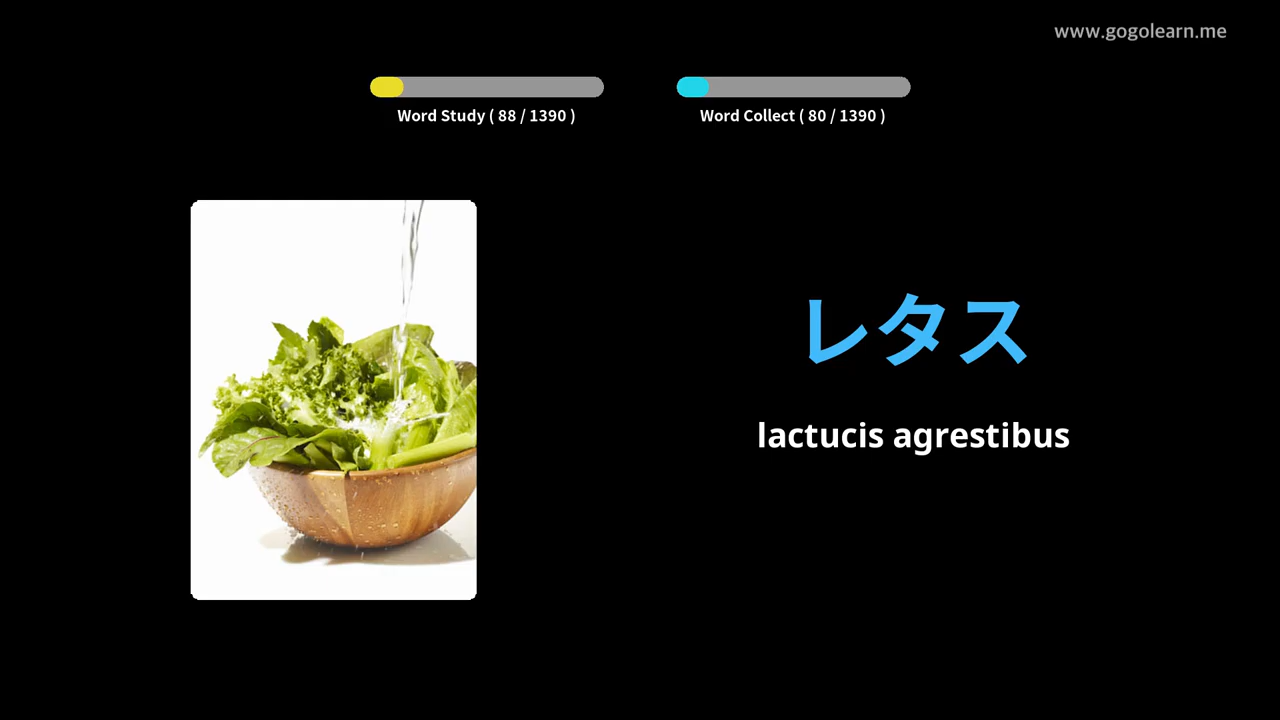 www.gogolearn.me
Word Study ( 88 / 1390 )
Word Collect ( 80 / 1390 )
レタス
lactucis agrestibus